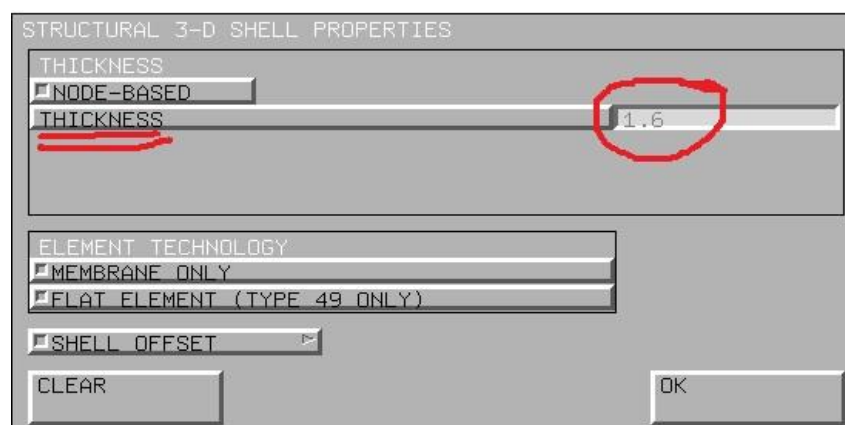 STRUCTURAL 3-D SHELL PROPERTIES
THICKNESS
NODE-BASED
THICKNESS 1.6
ELEMENT TECHNOLOGY
MEMBRANE ONLY
FLAT ELEMENT (TYPE 49 ONLY)
SHELL OFFSET
CLEAR OK